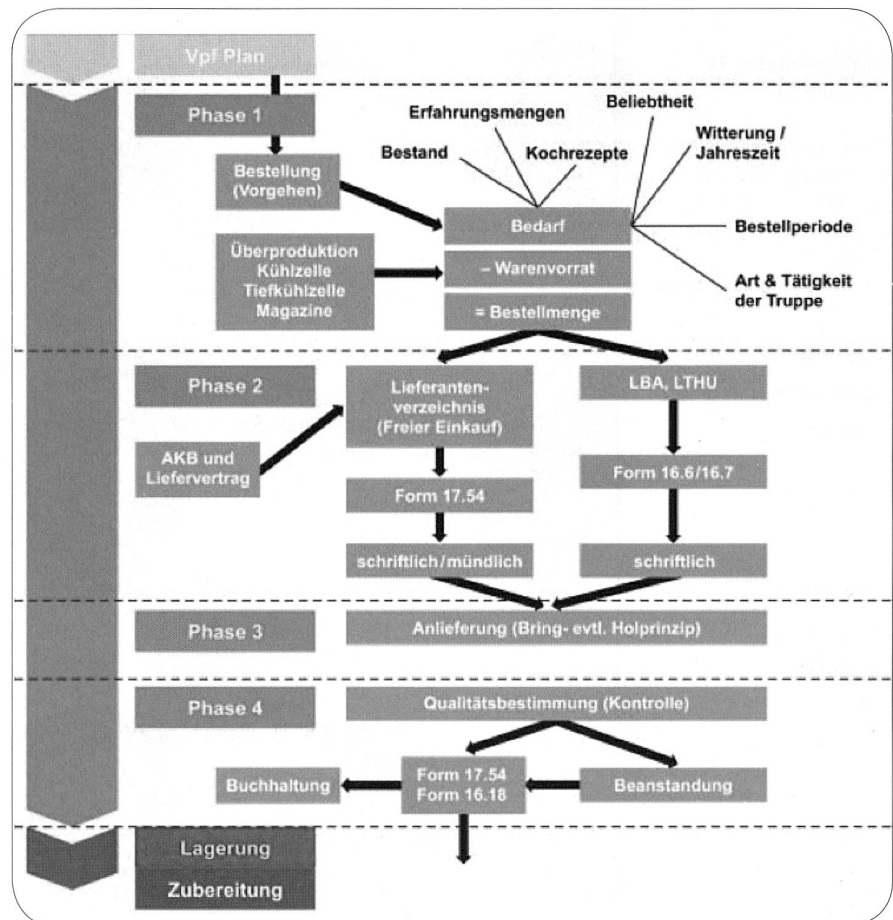 Vpf Plan
Phase 1
Beliebtheit
Erfahrungsmengen
Witterung /
Jahreszeit
Bestand
Kochrezepte
Bestellung
(Vorgehen)
Bedarf
Bestellperiode
Überproduktion
Kühlzelle
Tiefkühlzelle
Magazine
– Warenvorrat
Art & Tätigkeit
der Truppe
= Bestellmenge
Phase 2
Lieferanten-
verzeichnis
(Freier Einkauf)
LBA, LTHU
AKB und
Liefervertrag
Form 17.54
Form 16.6/16.7
schriftlich/mündlich
schriftlich
Phase 3
Anlieferung (Bring- evtl. Holprinzip)
Phase 4
Qualitätsbestimmung (Kontrolle)
Buchhaltung
Form 17.54
Form 16.18
Beanstandung
Lagerung
Zubereitung